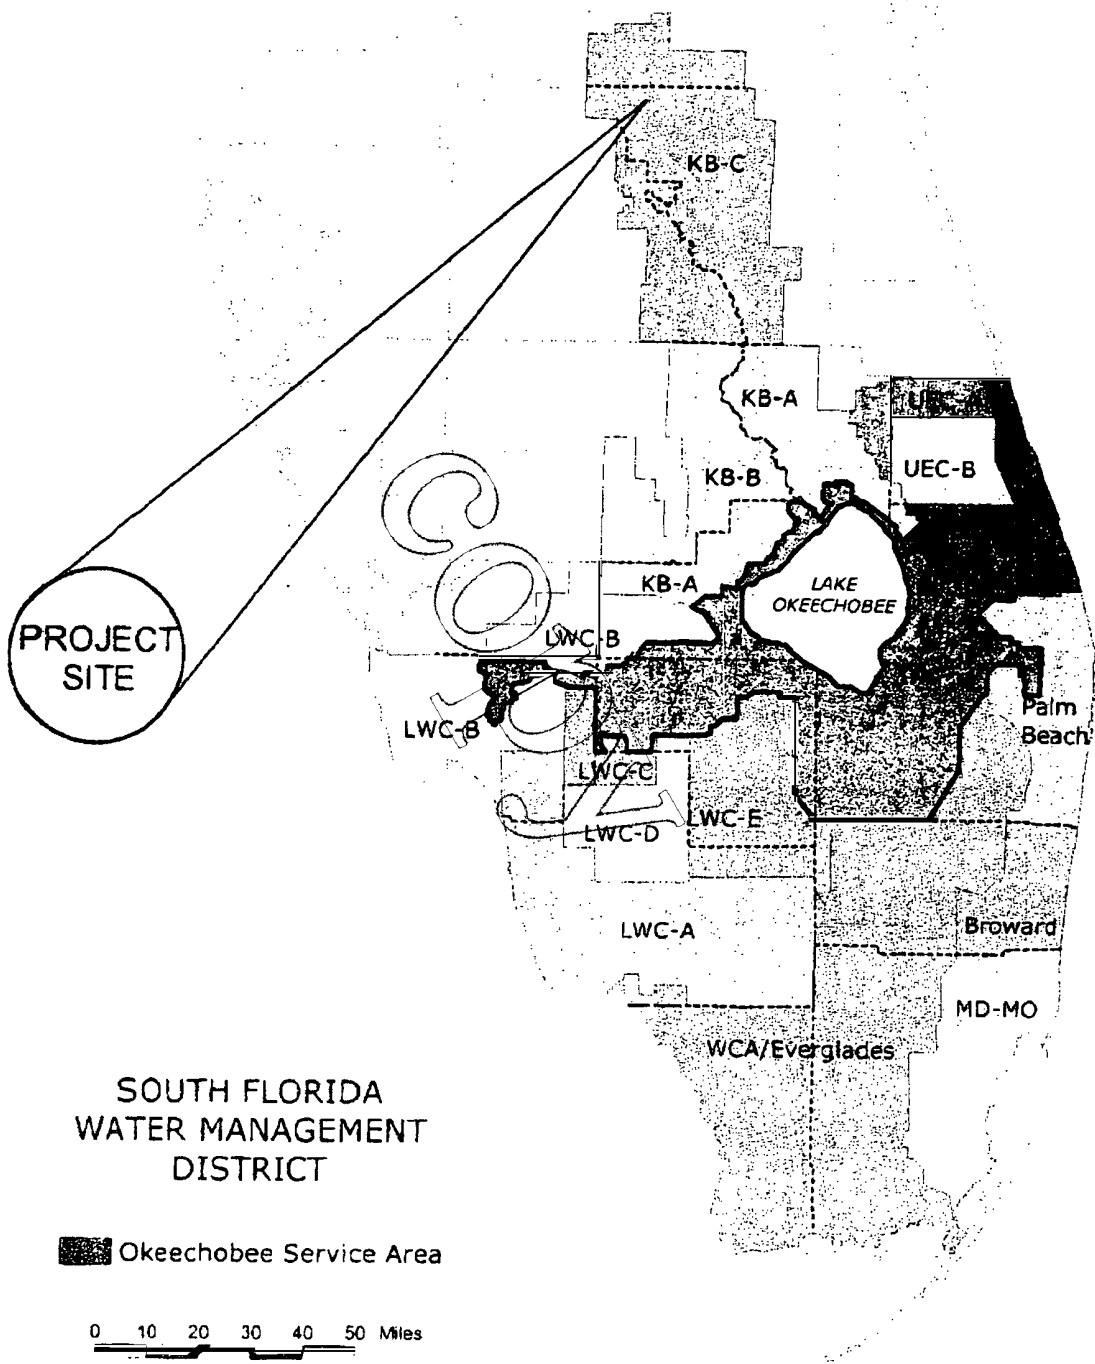 KB-C
KB-A
UEC-A
KB-B
UEC-B
LAKE
OKEECHOBEE
KB-A
PROJECT
SITE
LWC-B
LWC-B
Palm
Beach
LWC-C
LWC-E
LWC-D
LWC-A
Broward
MD-MO
WCA/Everglades
SOUTH FLORIDA
WATER MANAGEMENT
DISTRICT
Okeechobee Service Area
0 10 20 30 40 50 Miles